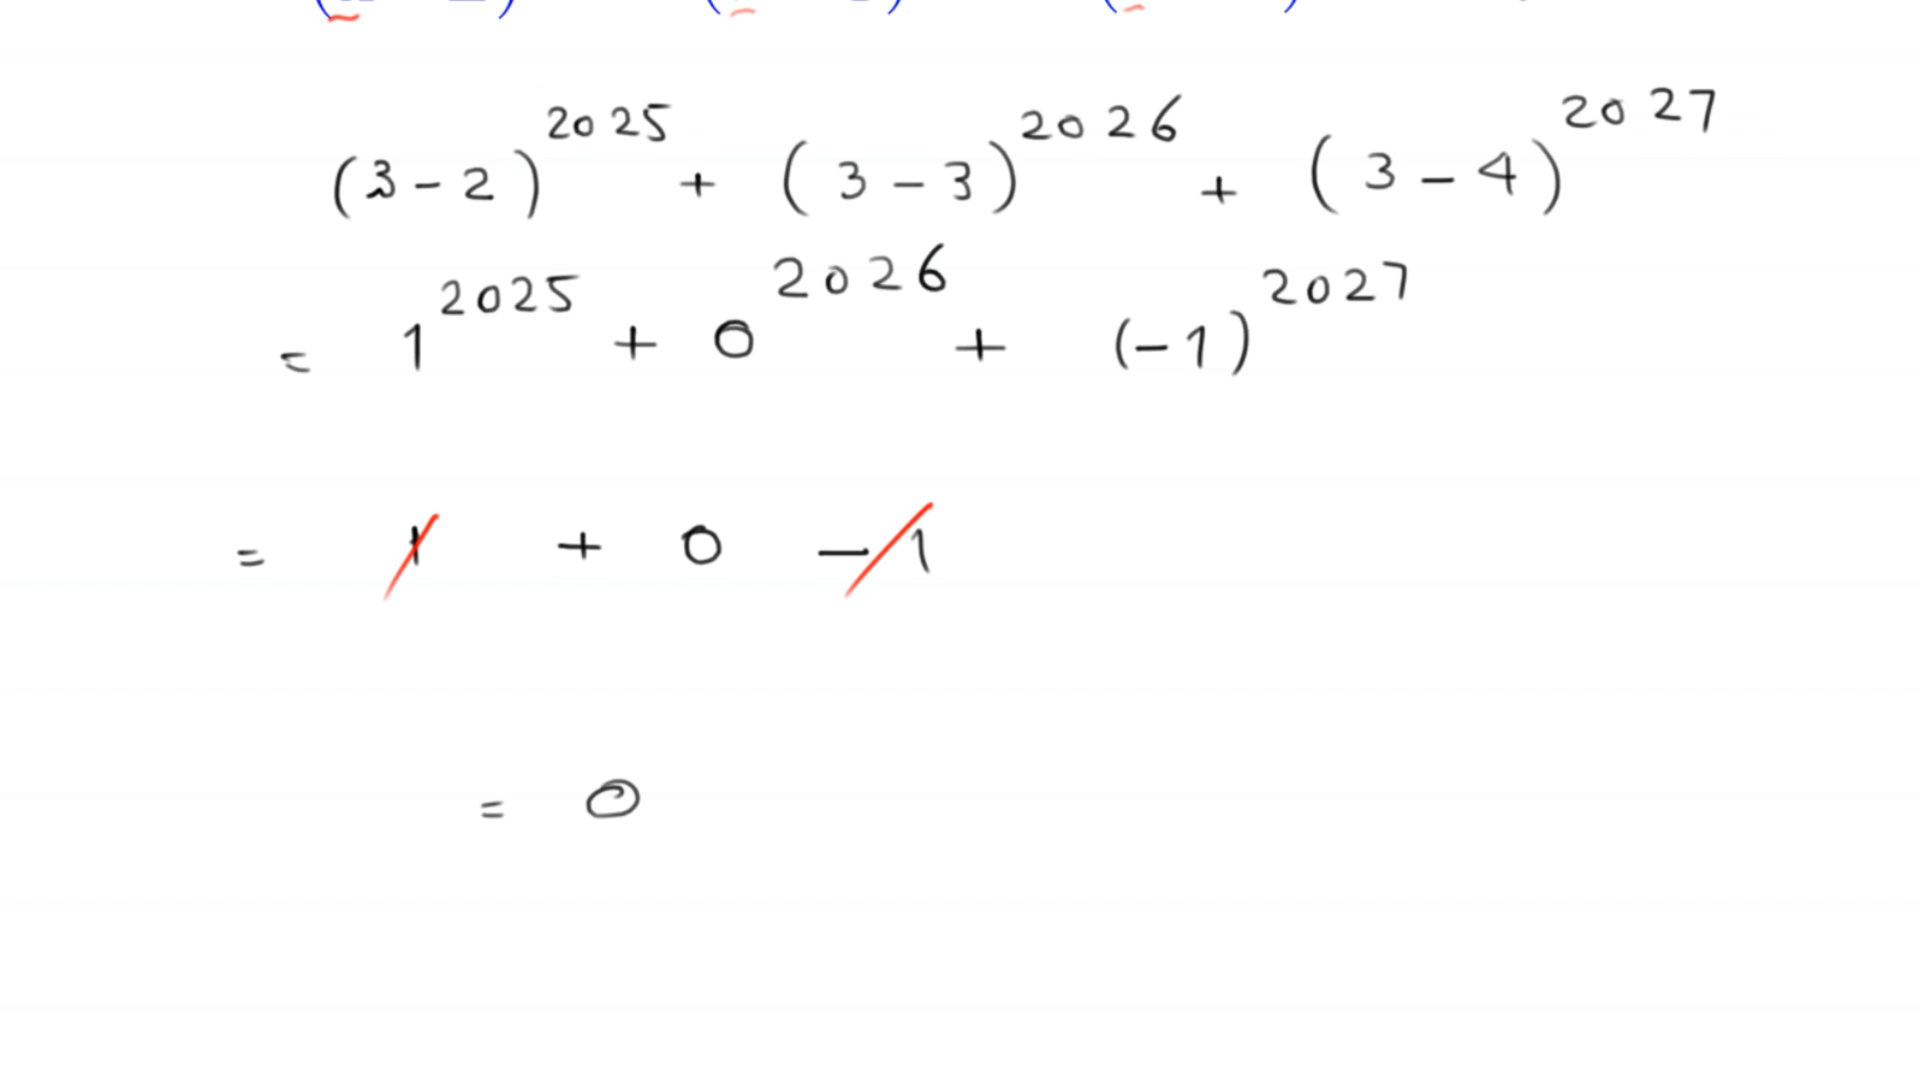 (3 - 2)^2025 + (3 - 3)^2026 + (3 - 4)^2027
= 1^2025 + 0^2026 + (-1)^2027
= 1 + 0 - 1
= 0